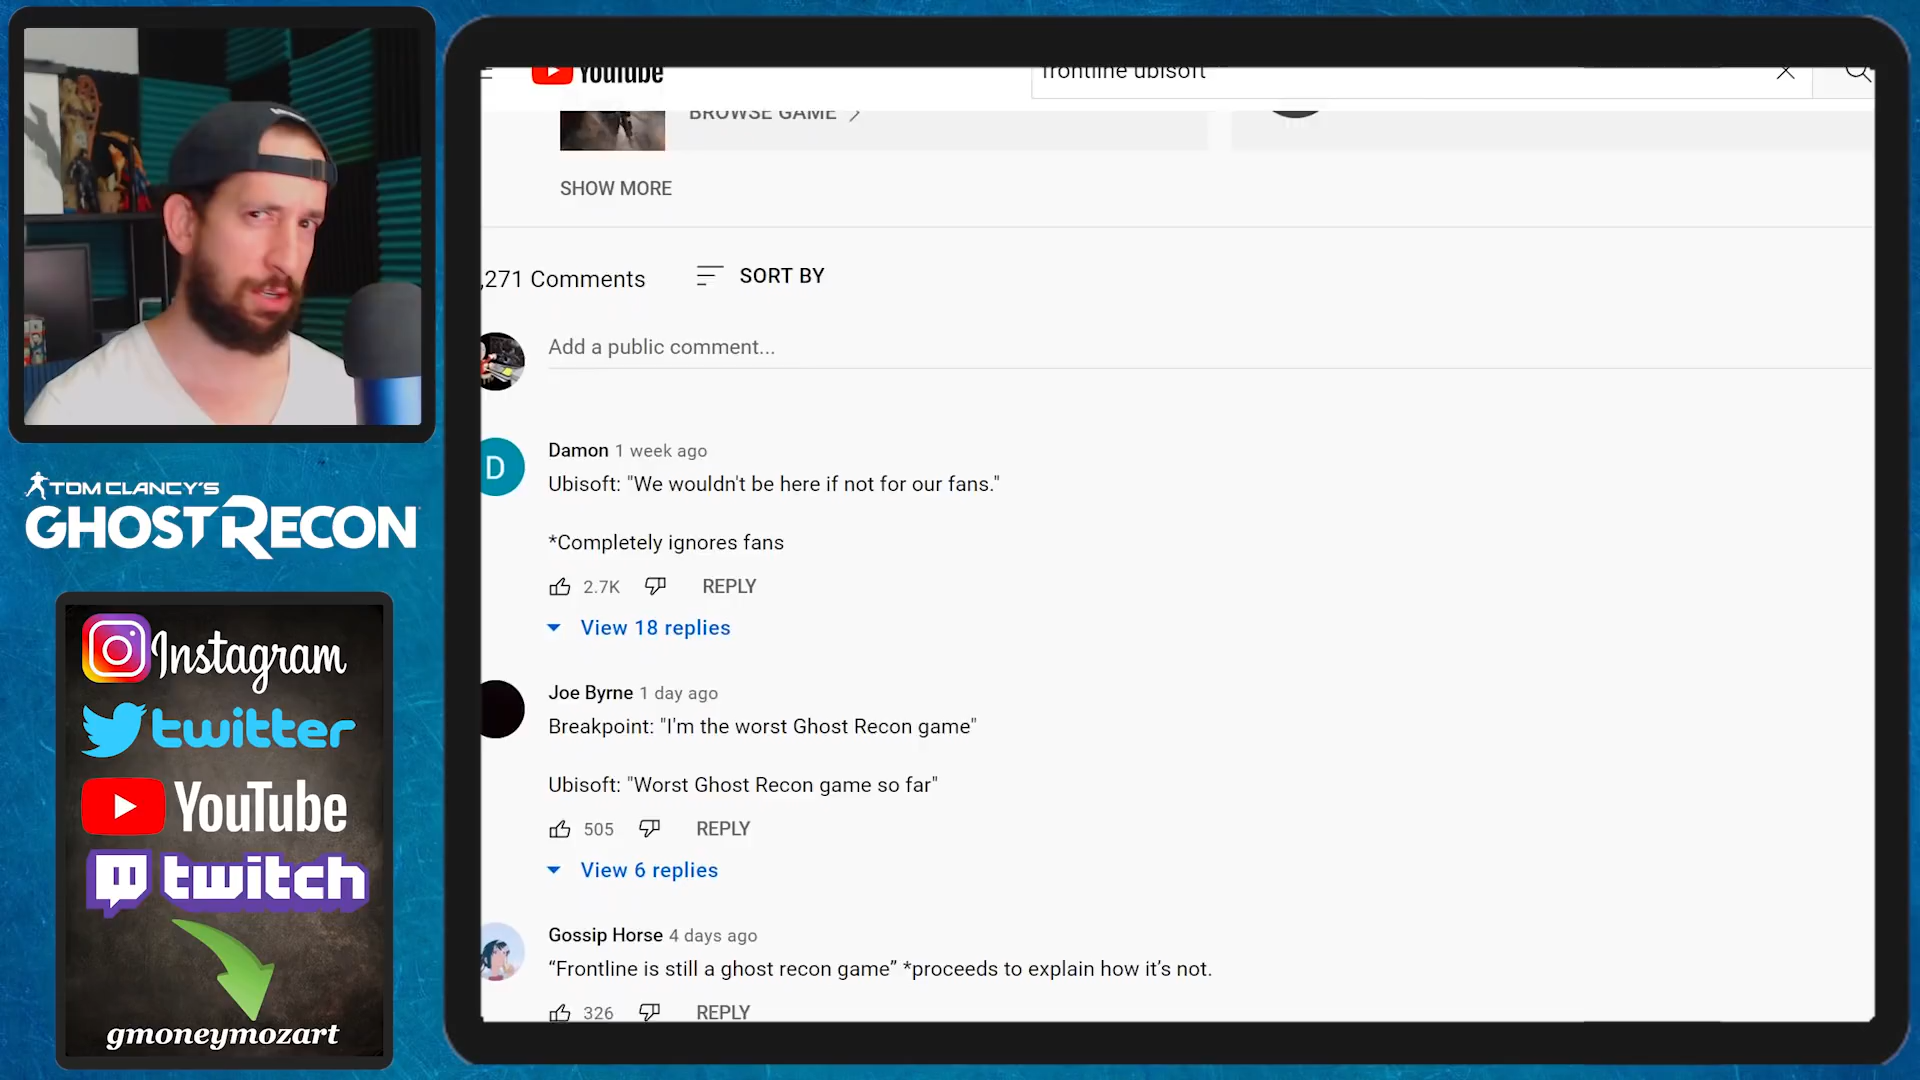 YouTube
frontline ubisoft
BROWSE GAME
SHOW MORE
,271 Comments
SORT BY
Add a public comment...
D
Damon 1 week ago
Ubisoft: "We wouldn't be here if not for our fans."
*Completely ignores fans
2.7K
REPLY
View 18 replies
Joe Byrne 1 day ago
Breakpoint: "I'm the worst Ghost Recon game"
Ubisoft: "Worst Ghost Recon game so far"
505
REPLY
View 6 replies
Gossip Horse 4 days ago
“Frontline is still a ghost recon game” *proceeds to explain how it’s not.
326
REPLY
TOM CLANCY'S
GHOST RECON
Instagram
twitter
YouTube
twitch
gmoneymozart